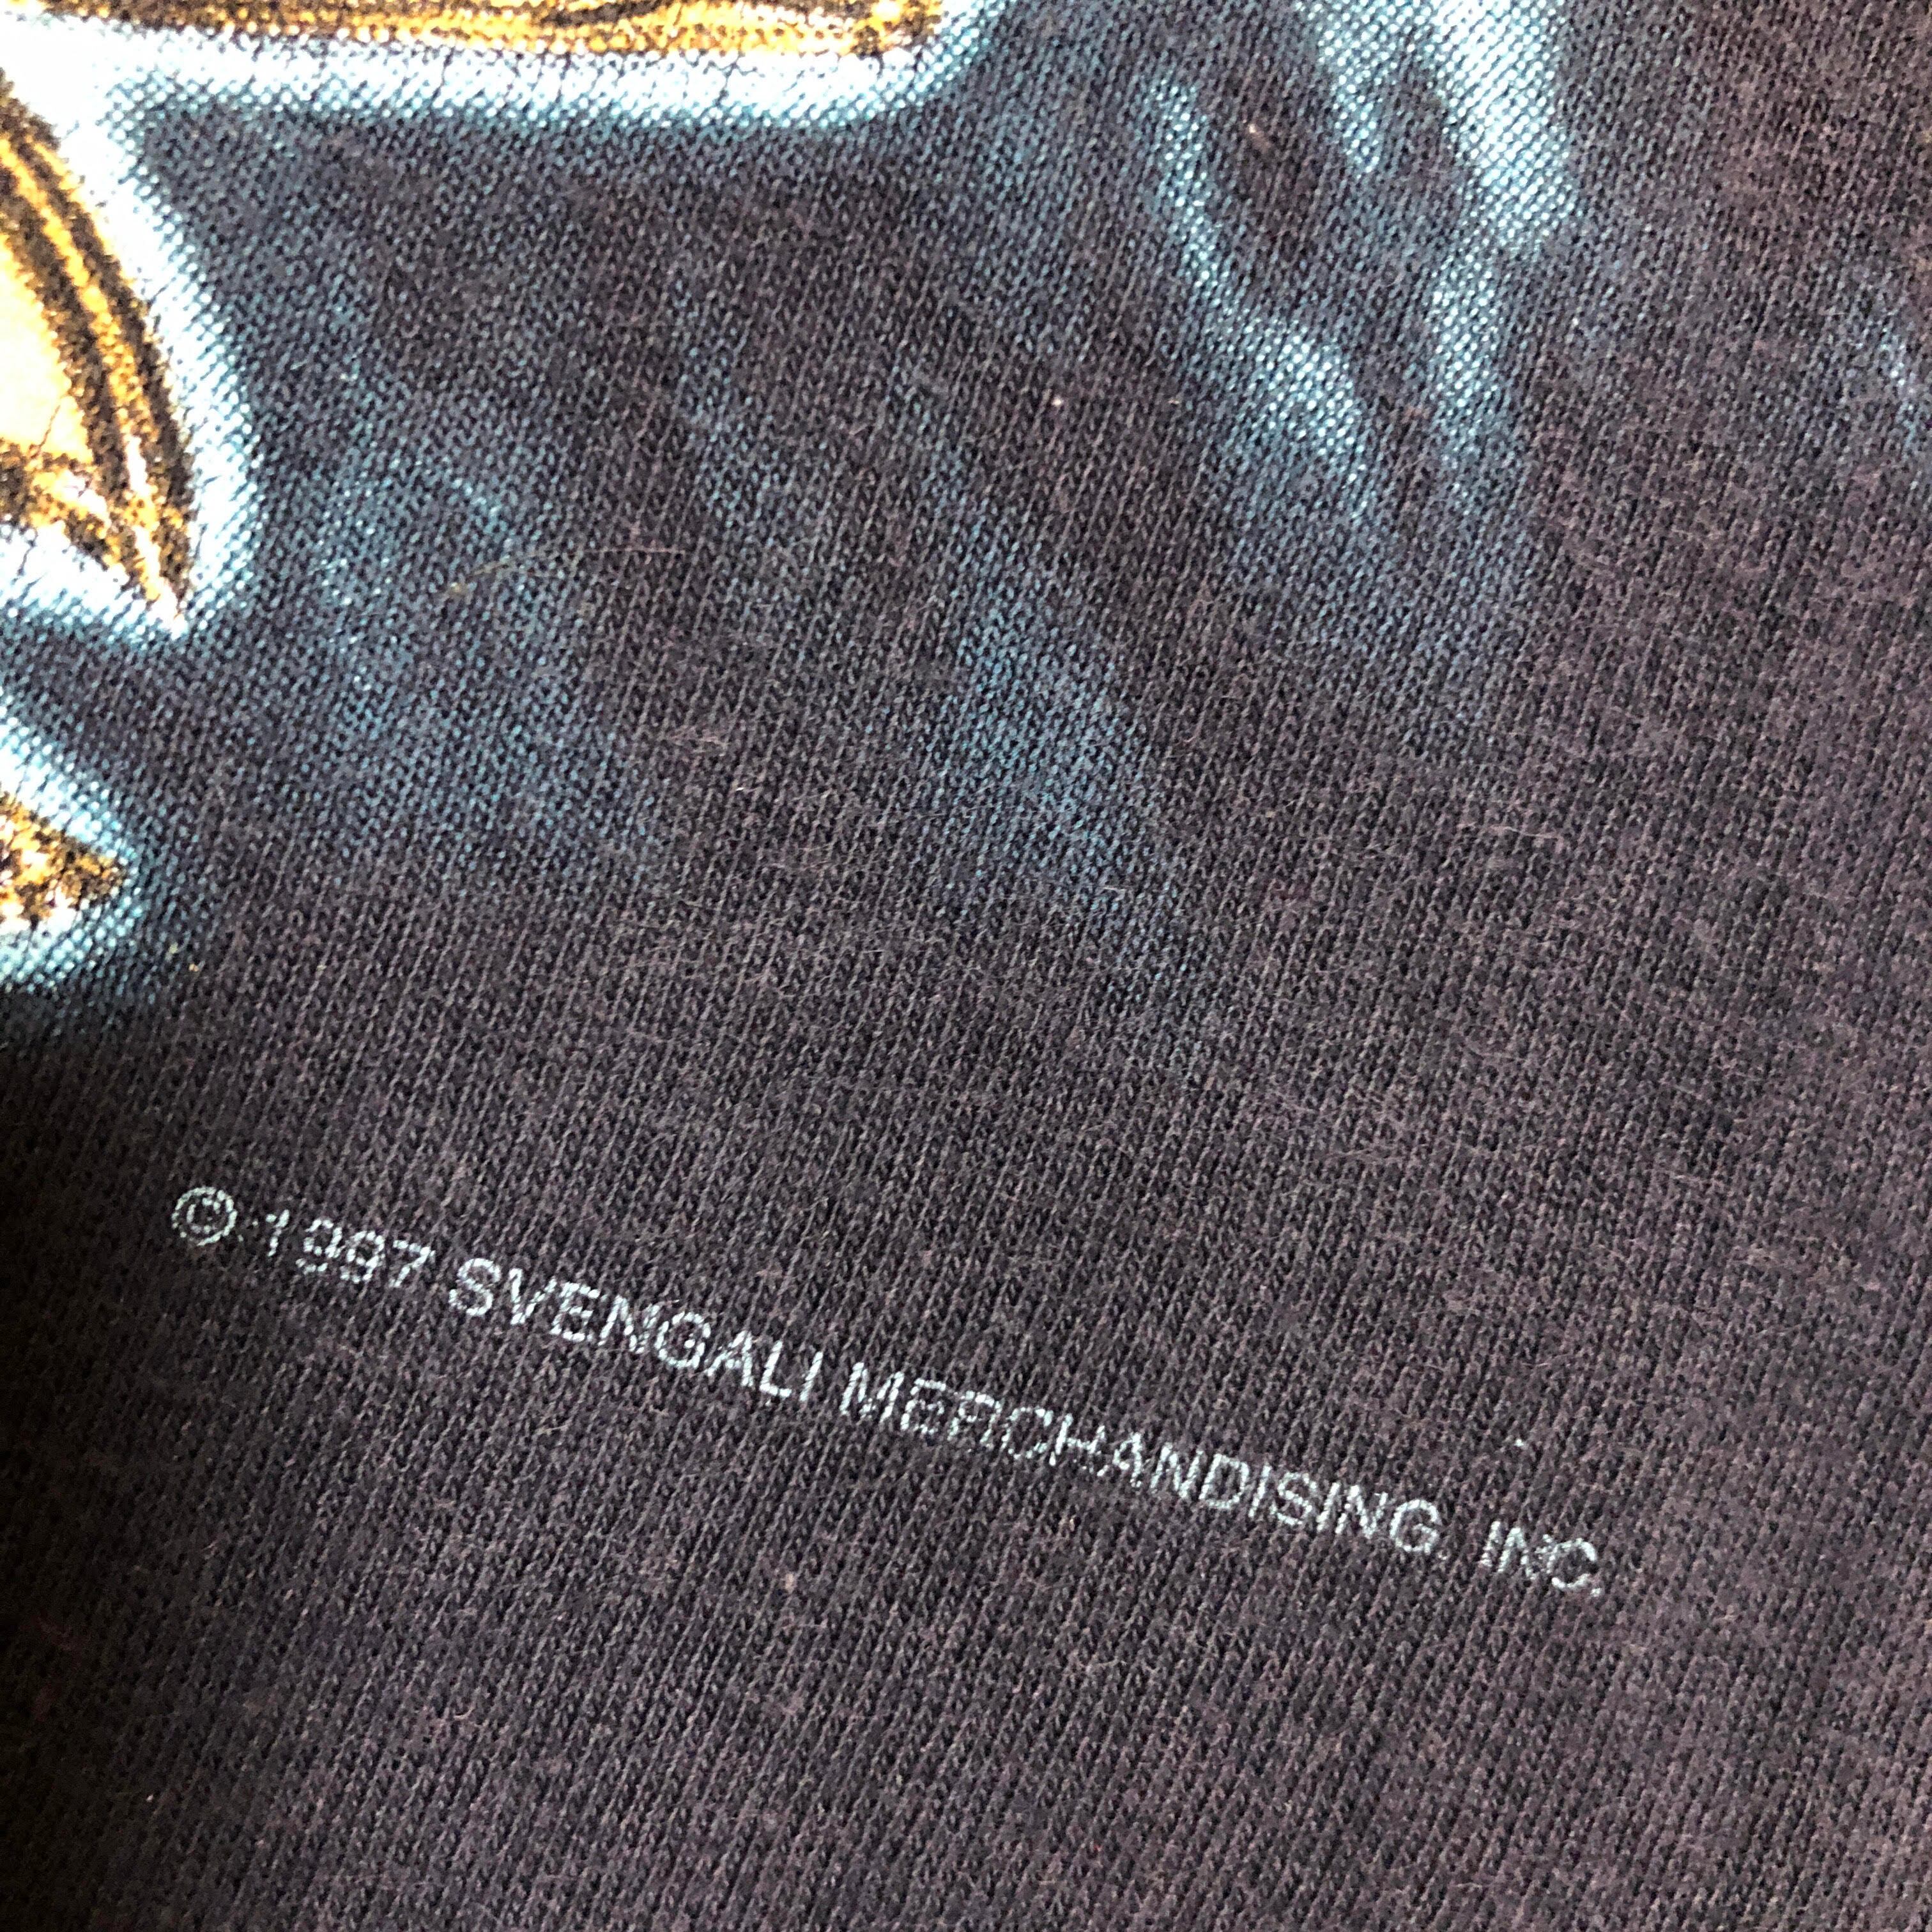 © 1997 SVENGALI MERCHANDISING, INC.